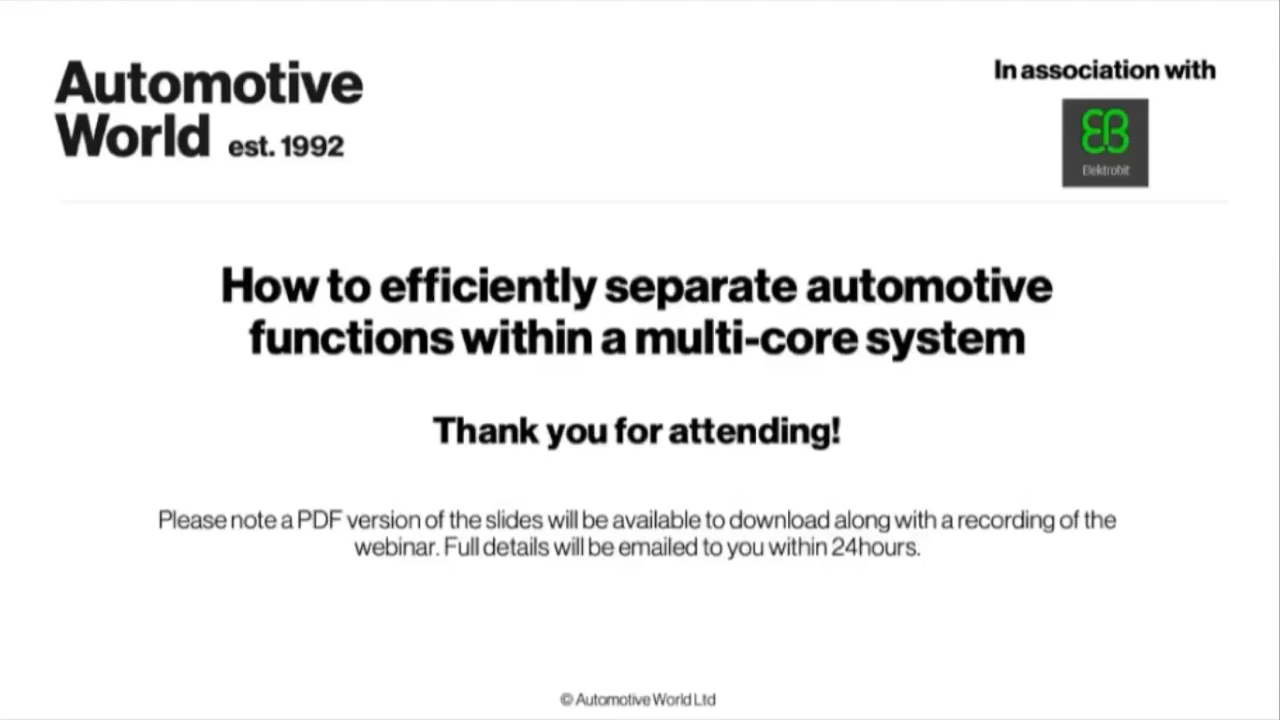 Automotive
World est. 1992
In association with
EB
Elektrobit
How to efficiently separate automotive
functions within a multi-core system
Thank you for attending!
Please note a PDF version of the slides will be available to download along with a recording of the
webinar. Full details will be emailed to you within 24hours.
© Automotive World Ltd